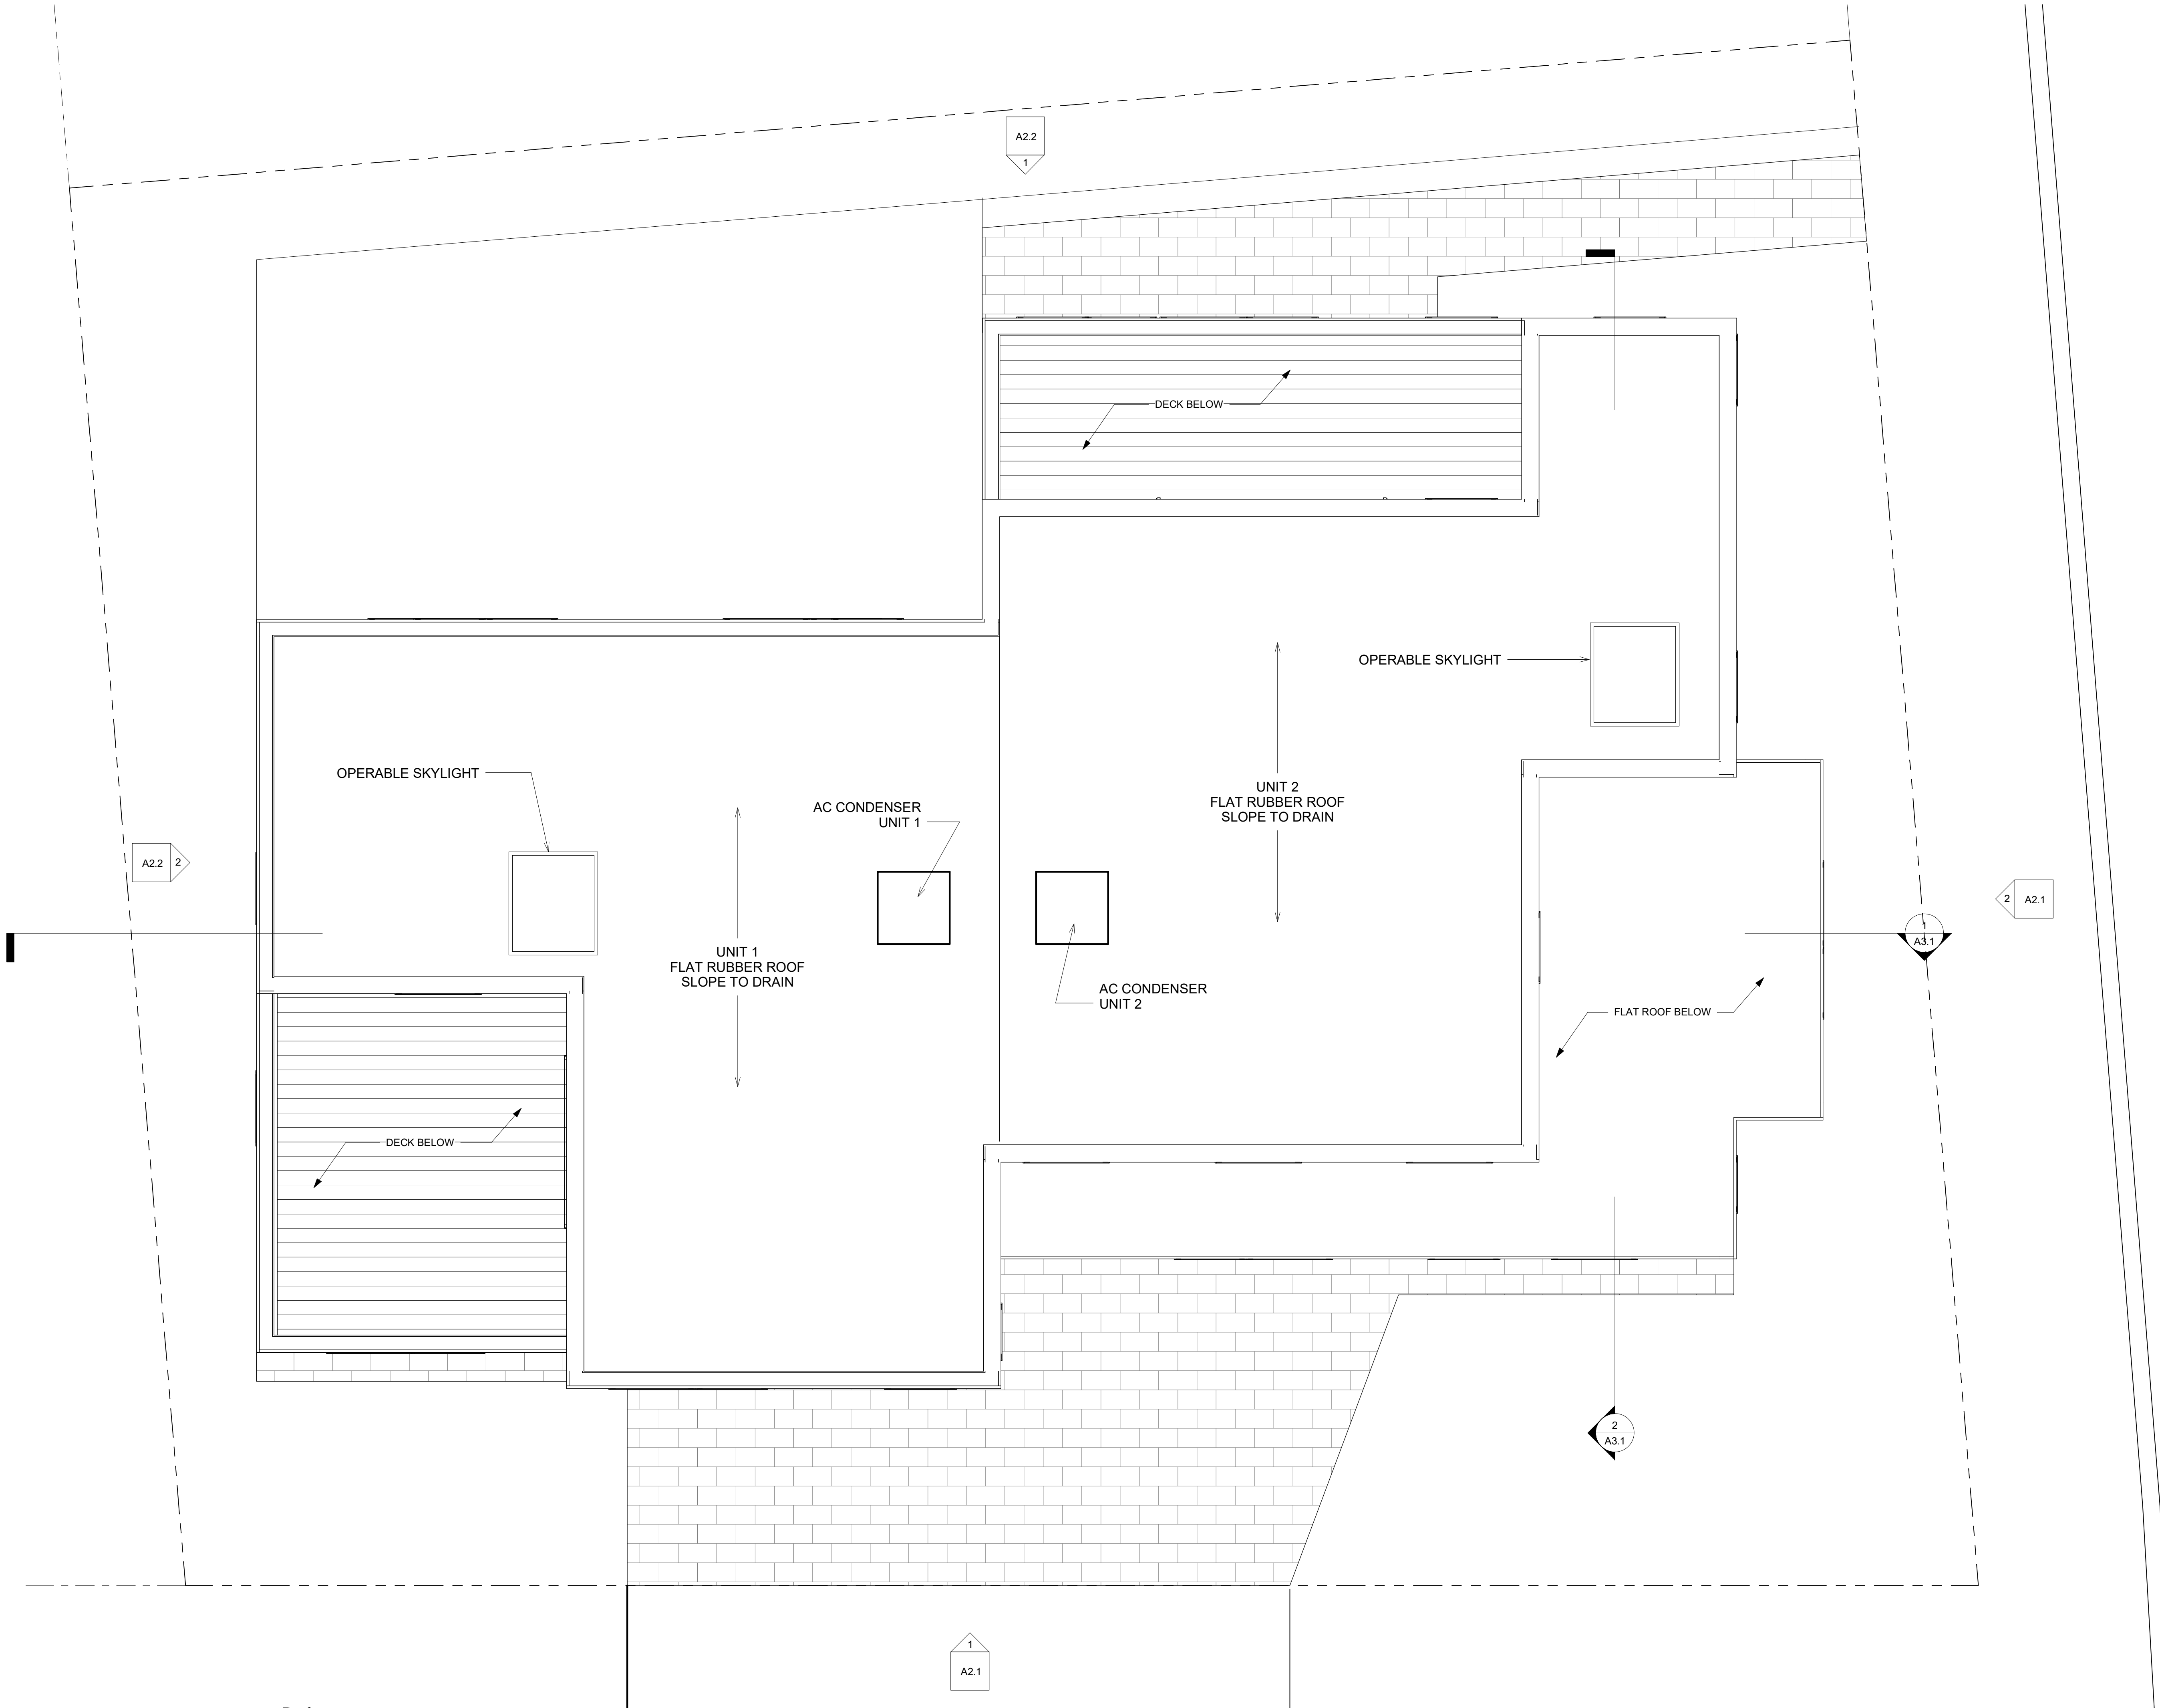 A2.2
1
DECK BELOW
OPERABLE SKYLIGHT
OPERABLE SKYLIGHT
AC CONDENSER
UNIT 1
UNIT 2
FLAT RUBBER ROOF
SLOPE TO DRAIN
A2.2
2
2
A2.1
1
A3.1
UNIT 1
FLAT RUBBER ROOF
SLOPE TO DRAIN
AC CONDENSER
UNIT 2
FLAT ROOF BELOW
DECK BELOW
2
A3.1
1
A2.1